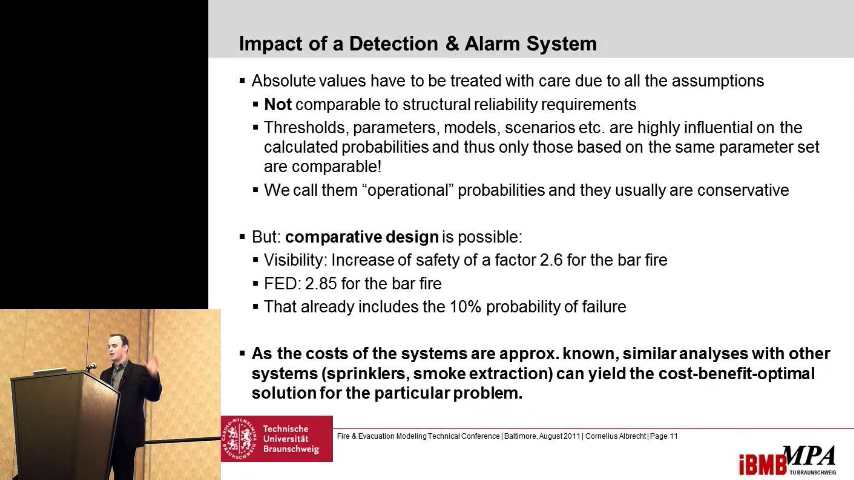 Impact of a Detection & Alarm System
▪ Absolute values have to be treated with care due to all the assumptions
▪ Not comparable to structural reliability requirements
▪ Thresholds, parameters, models, scenarios etc. are highly influential on the
calculated probabilities and thus only those based on the same parameter set
are comparable!
▪ We call them “operational” probabilities and they usually are conservative
▪ But: comparative design is possible:
▪ Visibility: Increase of safety of a factor 2.6 for the bar fire
▪ FED: 2.85 for the bar fire
▪ That already includes the 10% probability of failure
▪ As the costs of the systems are approx. known, similar analyses with other
systems (sprinklers, smoke extraction) can yield the cost-benefit-optimal
solution for the particular problem.
Technische
Universität
Braunschweig
Fire & Evacuation Modeling Technical Conference | Baltimore, August 2011 | Cornelius Albrecht | Page 11
iBMB MPA
TU BRAUNSCHWEIG